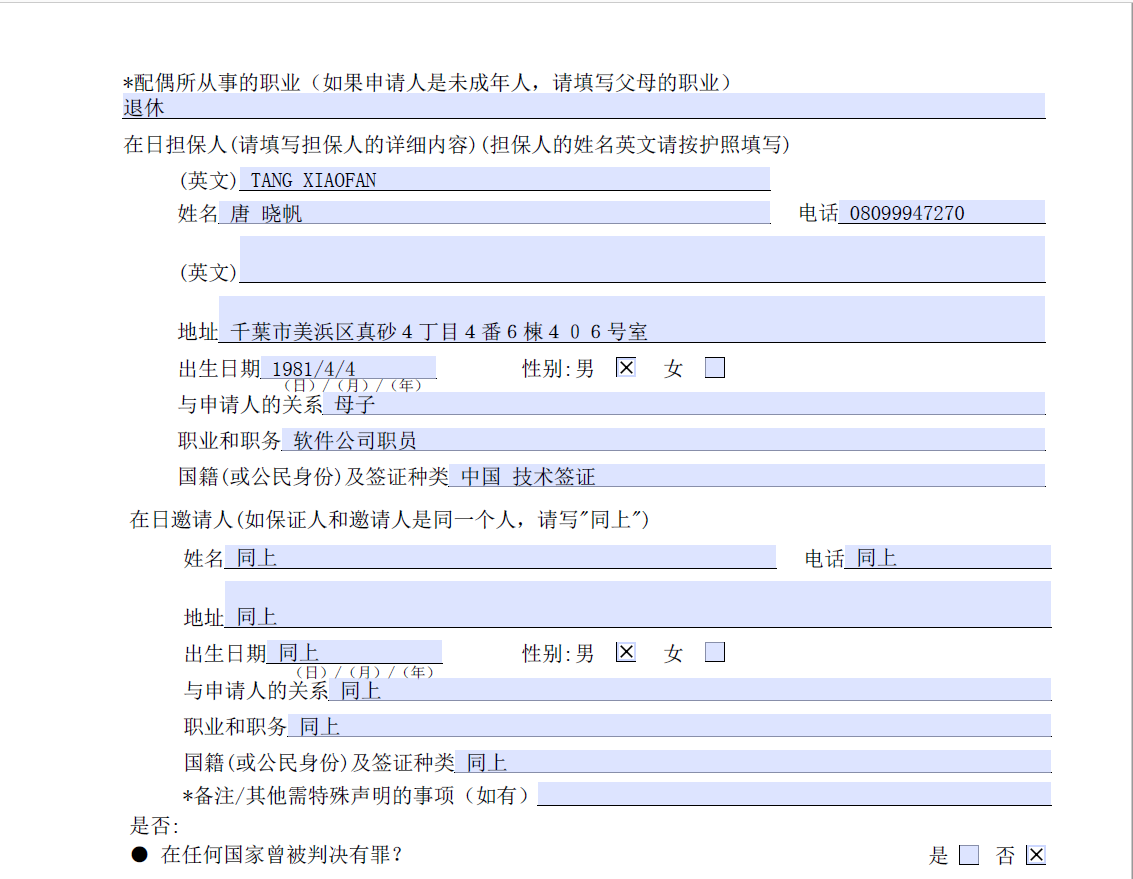 *配偶所从事的职业（如果申请人是未成年人，请填写父母的职业）
退休
在日担保人(请填写担保人的详细内容)(担保人的姓名英文请按护照填写)
(英文) TANG XIAOFAN
姓名 唐 晓帆 电话 08099947270
(英文)
地址 千葉市美浜区真砂４丁目４番６棟４０６号室
出生日期 1981/4/4 性别:男 ☒ 女 ☐
（日）/（月）/（年）
与申请人的关系 母子
职业和职务 软件公司职员
国籍(或公民身份)及签证种类 中国 技术签证
在日邀请人(如保证人和邀请人是同一个人，请写"同上")
姓名 同上 电话 同上
地址 同上
出生日期 同上 性别:男 ☒ 女 ☐
（日）/（月）/（年）
与申请人的关系 同上
职业和职务 同上
国籍(或公民身份)及签证种类 同上
*备注/其他需特殊声明的事项（如有）
是否:
● 在任何国家曾被判决有罪？ 是 ☐ 否 ☒